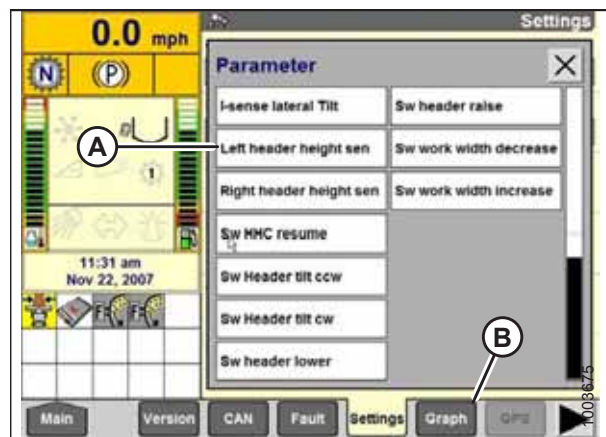 0.0 mph
Settings
N (P)
Parameter
I-sense lateral Tilt
Sw header raise
A
Left header height sen
Sw work width decrease
1
Right header height sen
Sw work width increase
Sw HHC resume
11:31 am
Nov 22, 2007
Sw Header tilt ccw
Sw Header tilt cw
B
Sw header lower
Main
Version
CAN
Fault
Settings
Graph
GPS
1003675